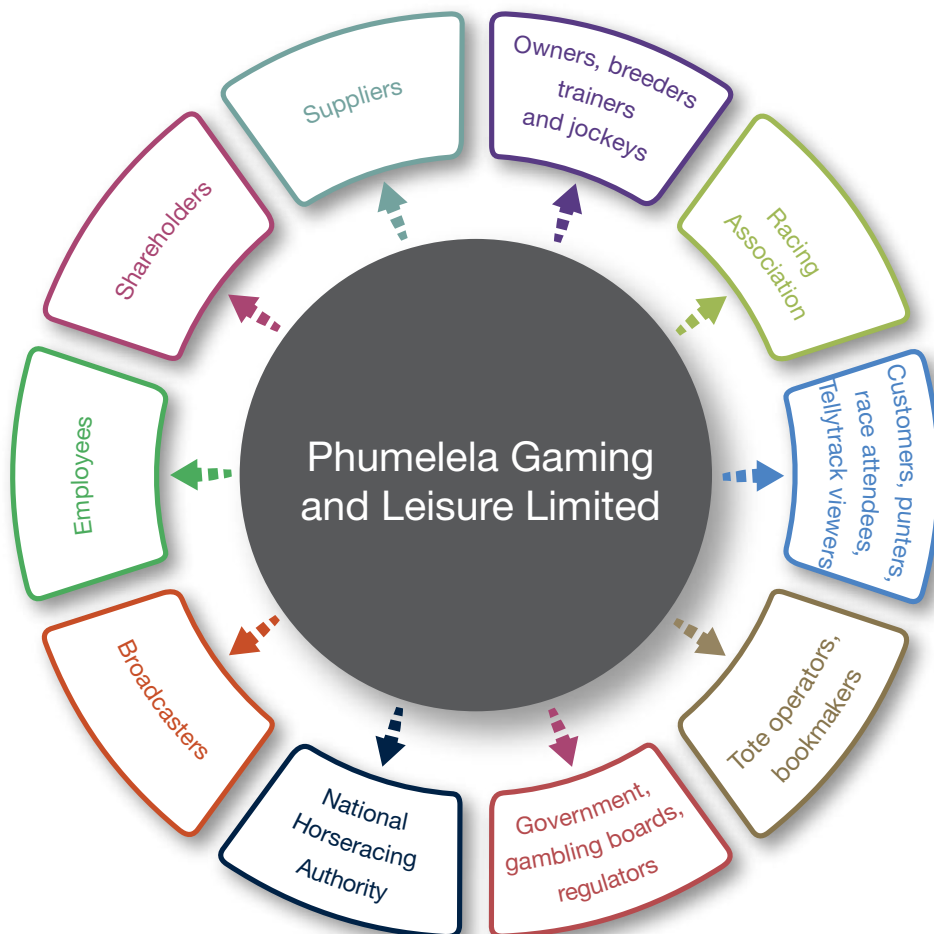 Suppliers
Owners, breeders
trainers
and jockeys
Racing
Association
Customers, punters,
race attendees,
Tellytrack viewers
Tote operators,
bookmakers
Government,
gambling boards,
regulators
National
Horseracing
Authority
Broadcasters
Employees
Shareholders
Phumelela Gaming
and Leisure Limited